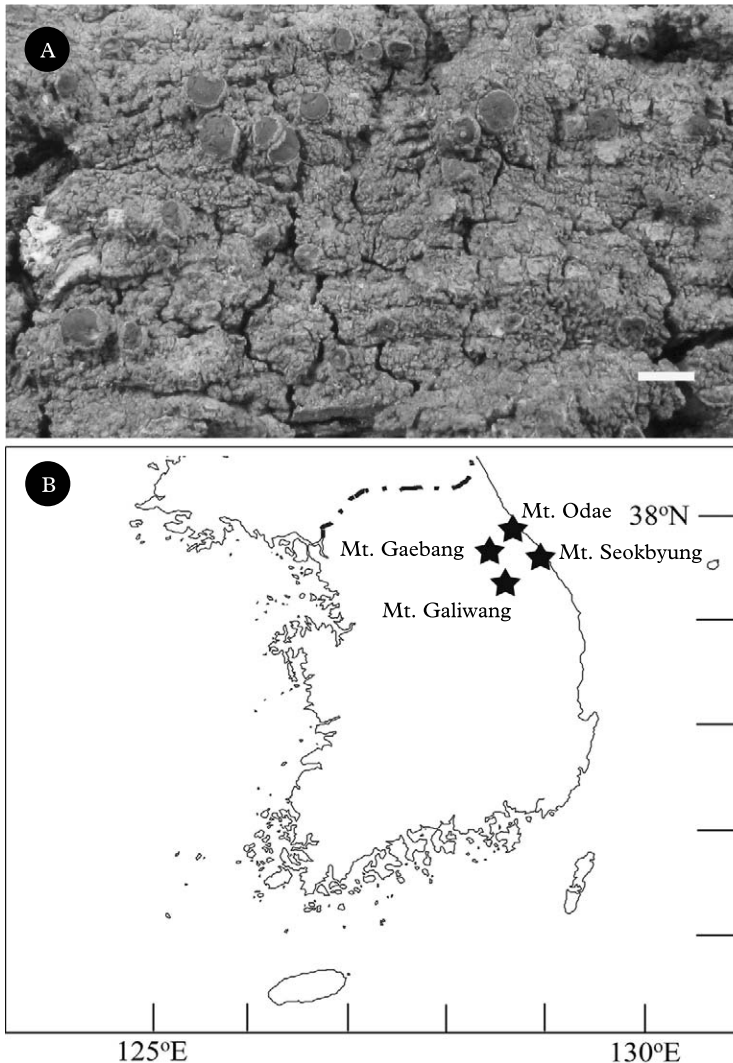 A
B
Mt. Odae
38°N
Mt. Gaebang
Mt. Seokbyung
Mt. Galiwang
125°E
130°E